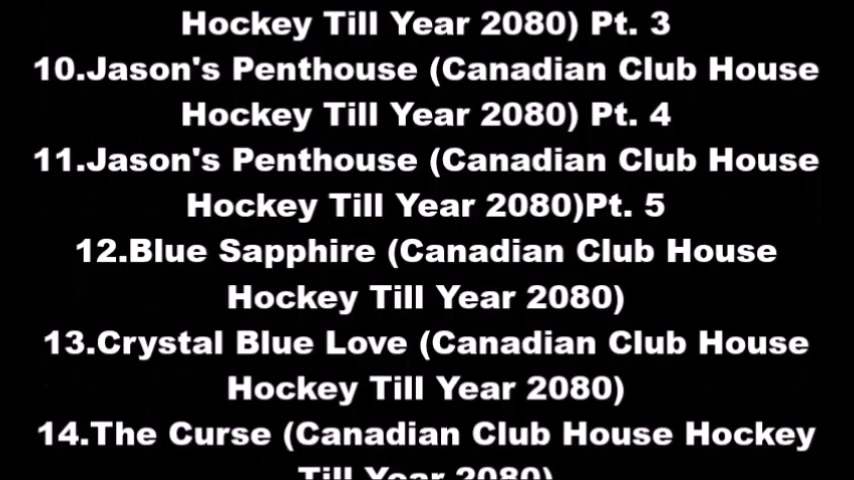 Hockey Till Year 2080) Pt. 3
10.Jason's Penthouse (Canadian Club House
Hockey Till Year 2080) Pt. 4
11.Jason's Penthouse (Canadian Club House
Hockey Till Year 2080)Pt. 5
12.Blue Sapphire (Canadian Club House
Hockey Till Year 2080)
13.Crystal Blue Love (Canadian Club House
Hockey Till Year 2080)
14.The Curse (Canadian Club House Hockey
Till Year 2080)